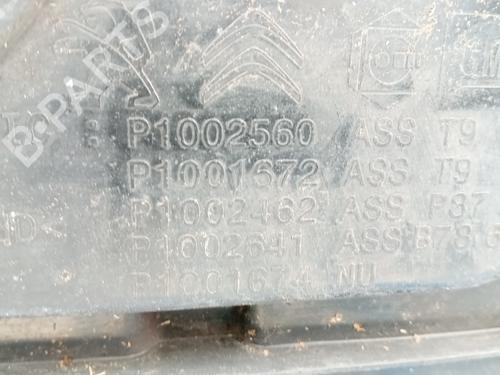 B-PARTS
P1002560 ASS T9
P1001672 ASS T9
P1002462 ASS P87
P1002641 ASS B78
P1001674 NU